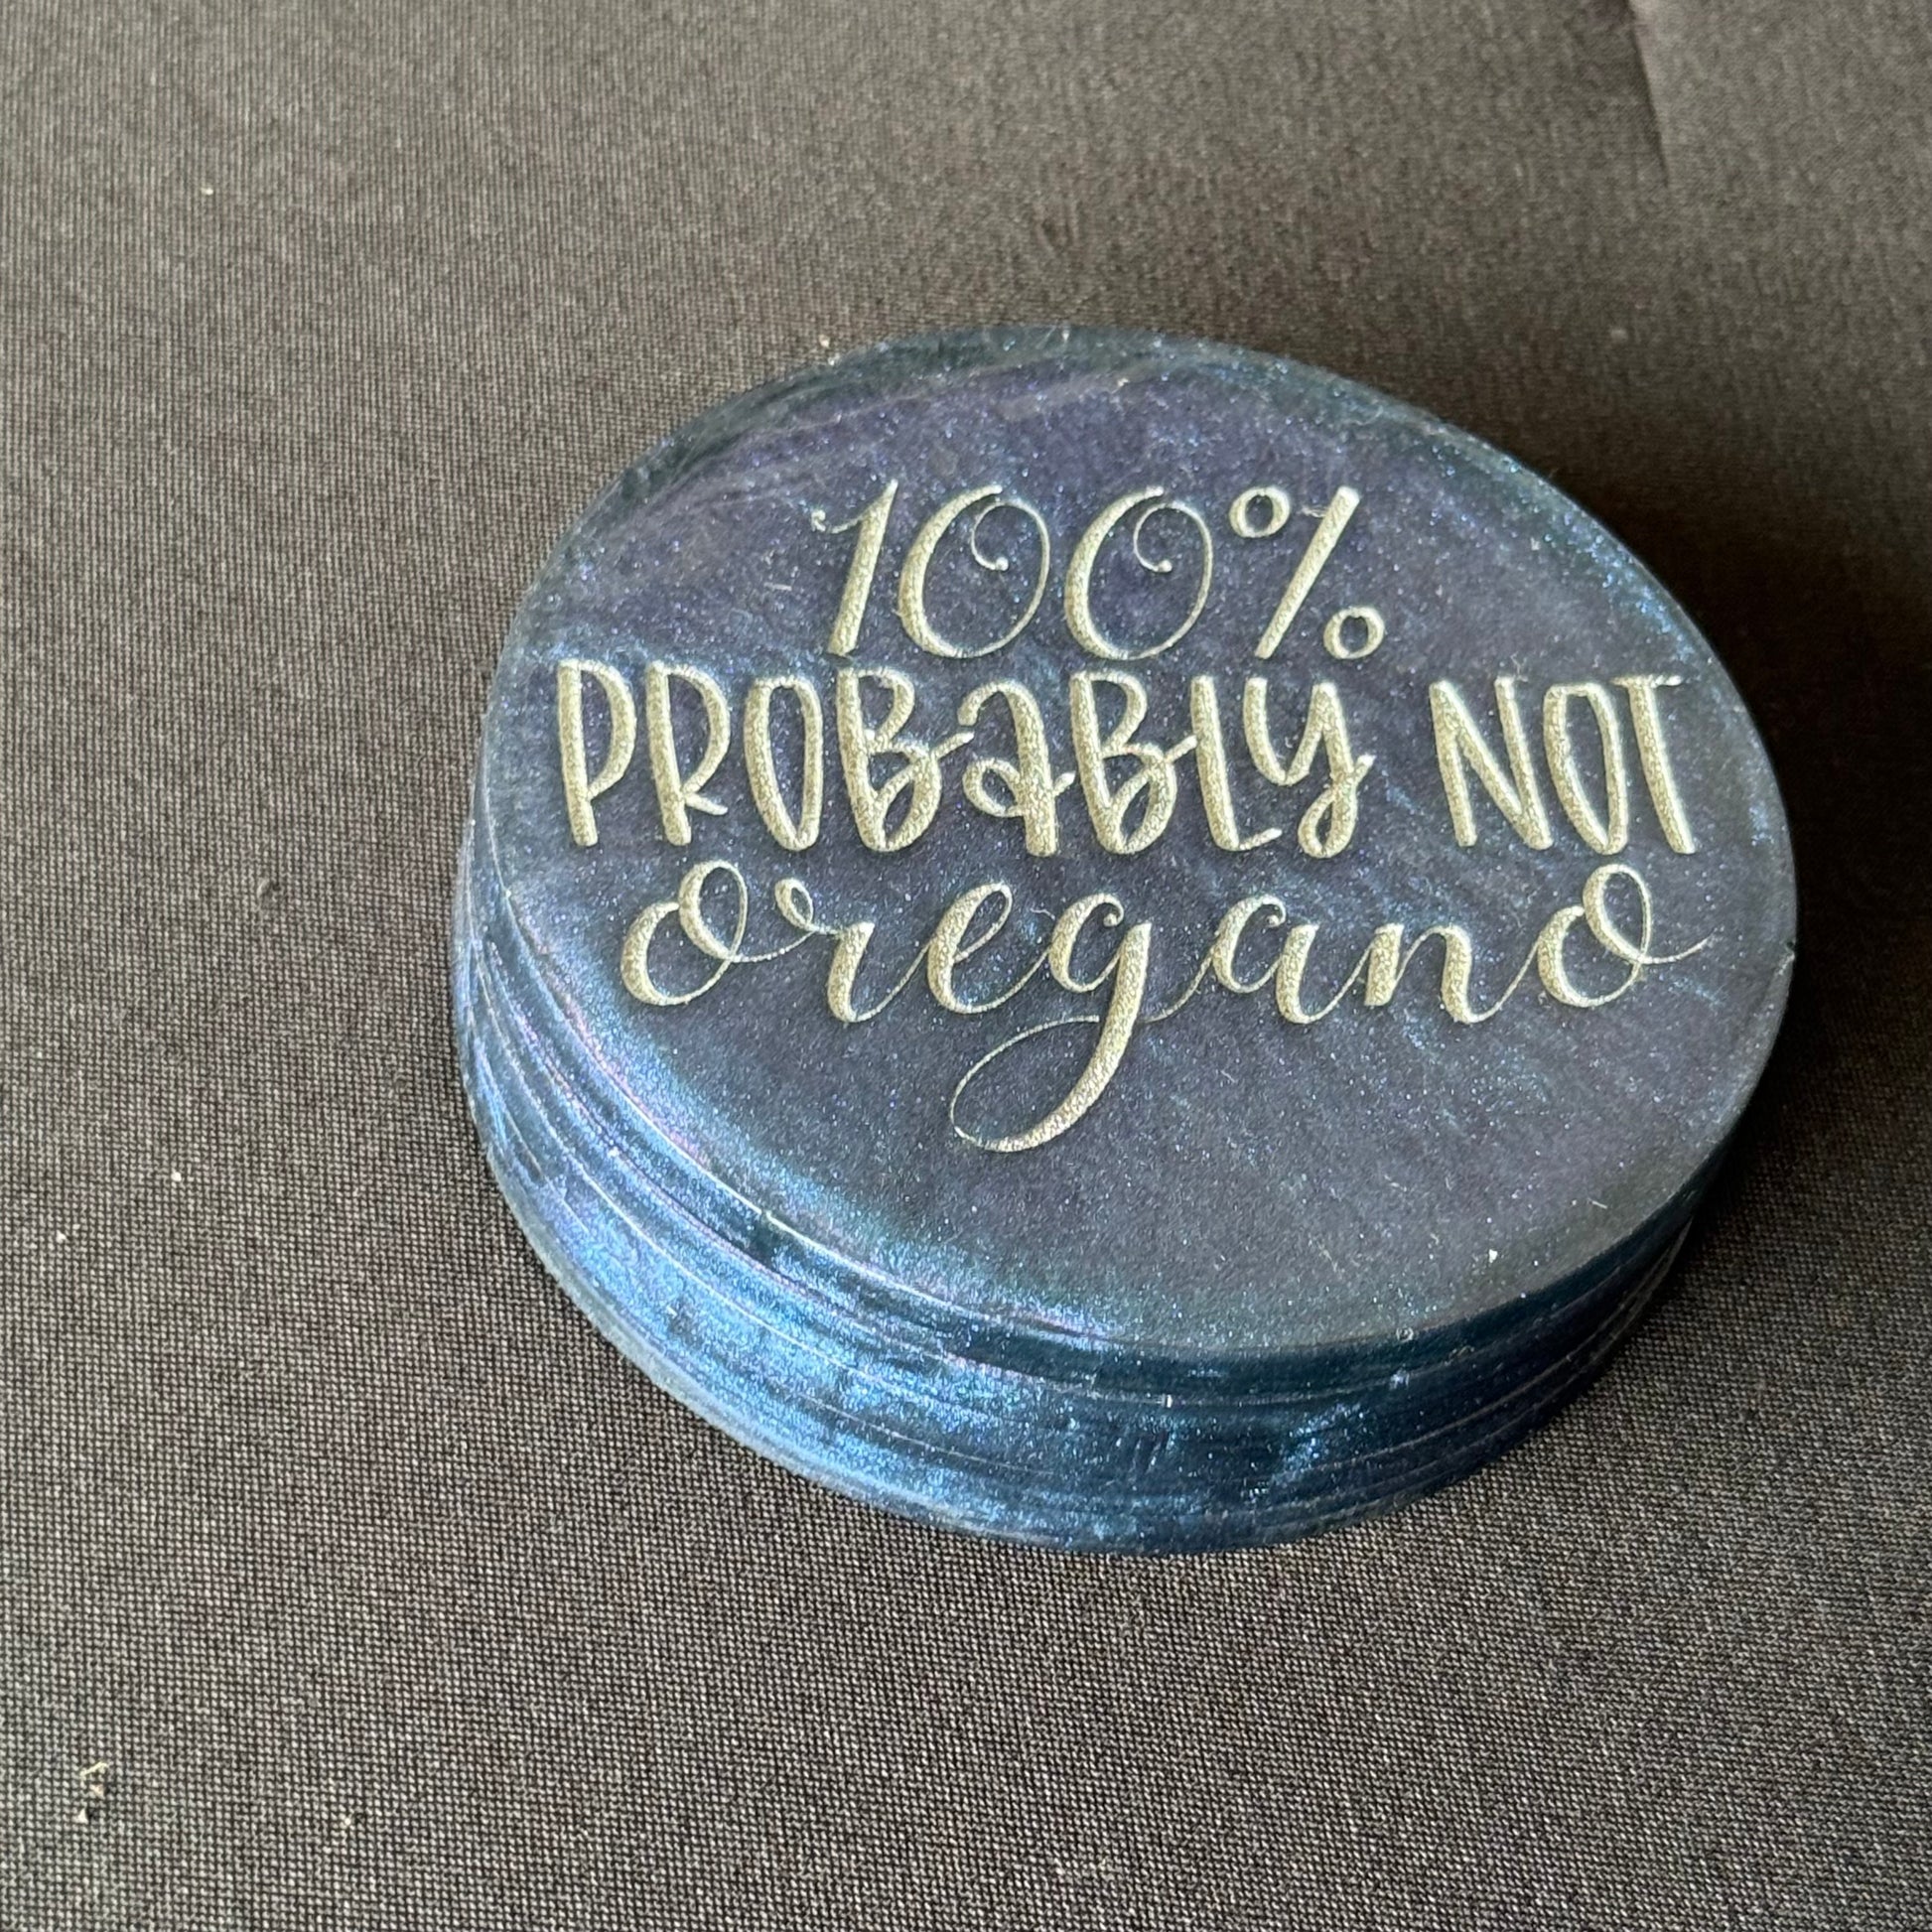 100%
PROBABLY NOT
oregano